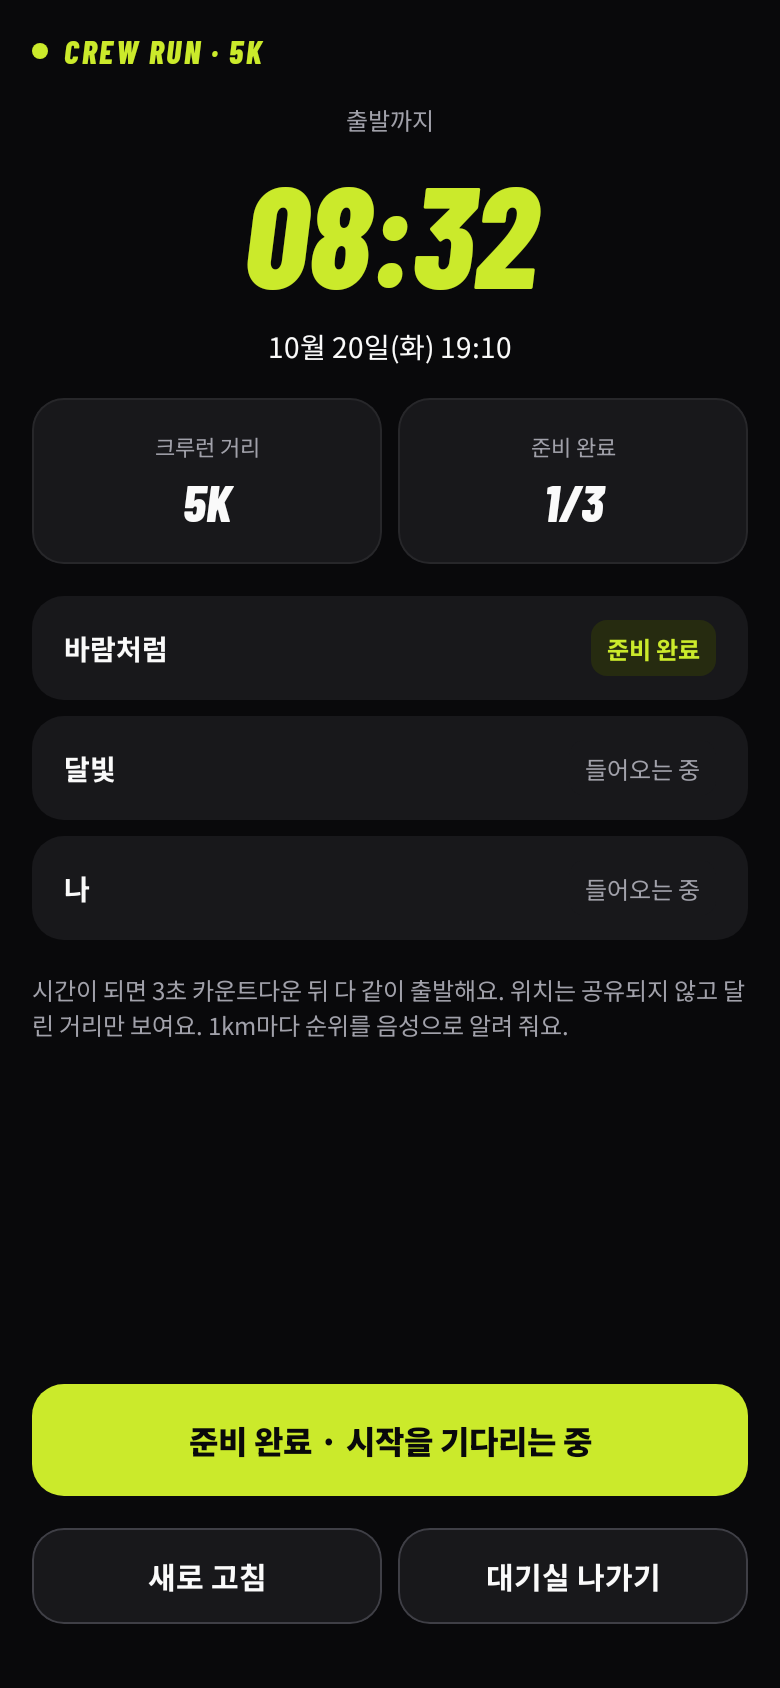 CREW RUN · 5K
출발까지
08:32
10월 20일(화) 19:10
크루런 거리
5K
준비 완료
1/3
바람처럼
준비 완료
달빛
들어오는 중
나
들어오는 중
시간이 되면 3초 카운트다운 뒤 다 같이 출발해요. 위치는 공유되지 않고 달
린 거리만 보여요. 1km마다 순위를 음성으로 알려 줘요.
준비 완료 · 시작을 기다리는 중
새로 고침
대기실 나가기